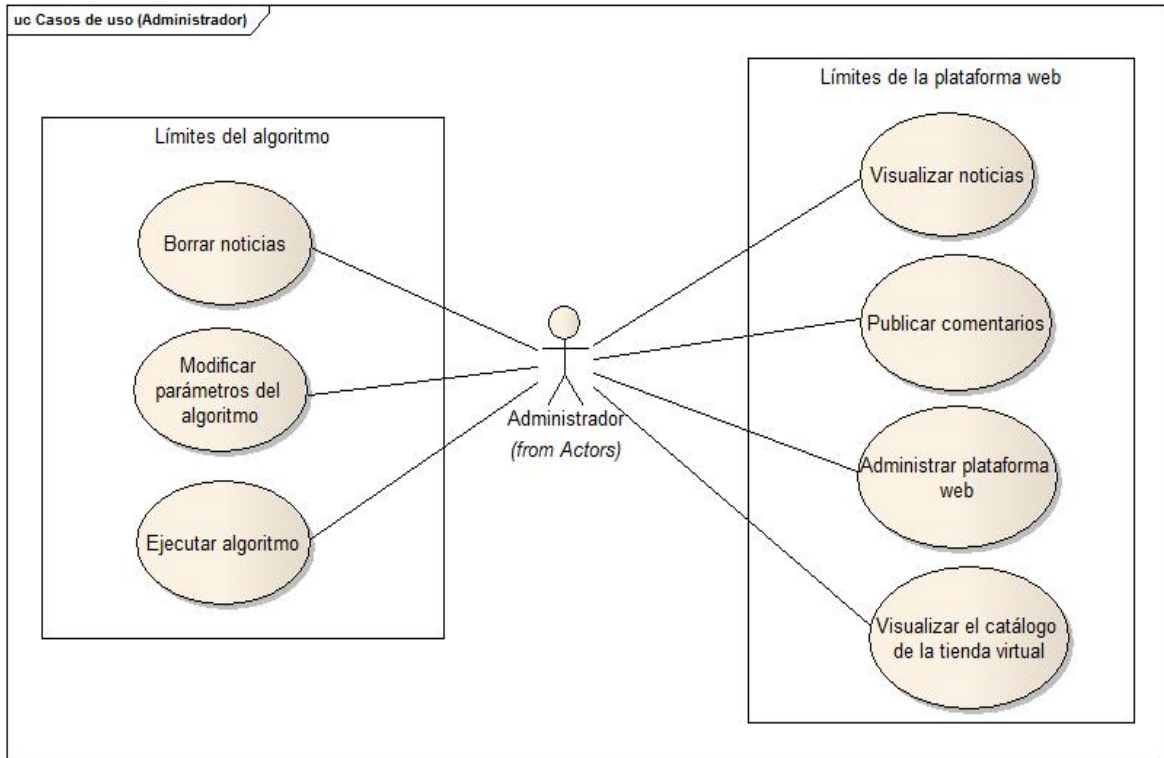 uc Casos de uso (Administrador)
Límites del algoritmo
Borrar noticias
Modificar
parámetros del
algoritmo
Ejecutar algoritmo
Administrador
(from Actors)
Límites de la plataforma web
Visualizar noticias
Publicar comentarios
Administrar plataforma
web
Visualizar el catálogo
de la tienda virtual